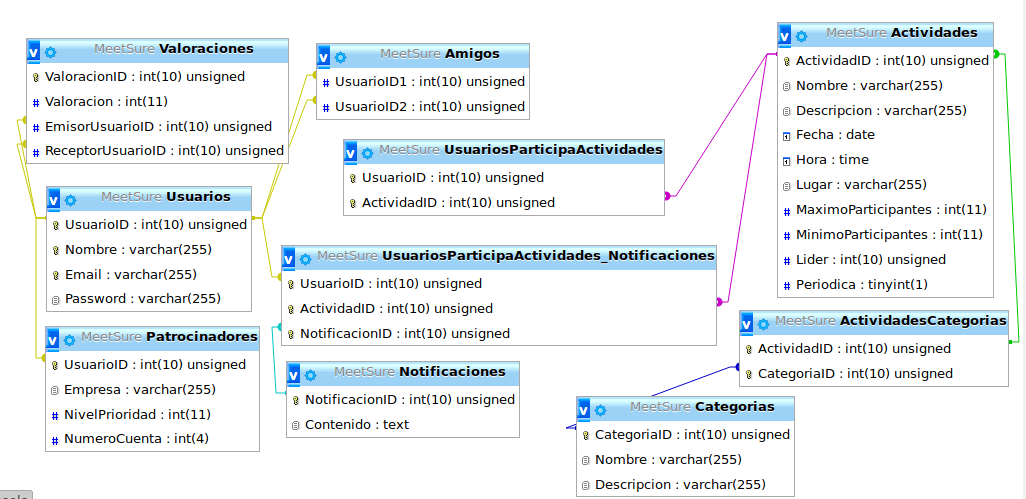 v MeetSure Valoraciones
ValoracionID : int(10) unsigned
# Valoracion : int(11)
# EmisorUsuarioID : int(10) unsigned
# ReceptorUsuarioID : int(10) unsigned
v MeetSure Amigos
# UsuarioID1 : int(10) unsigned
# UsuarioID2 : int(10) unsigned
v MeetSure Actividades
ActividadID : int(10) unsigned
Nombre : varchar(255)
Descripcion : varchar(255)
Fecha : date
Hora : time
Lugar : varchar(255)
# MaximoParticipantes : int(11)
# MinimoParticipantes : int(11)
# Lider : int(10) unsigned
# Periodica : tinyint(1)
v MeetSure UsuariosParticipaActividades
UsuarioID : int(10) unsigned
ActividadID : int(10) unsigned
v MeetSure Usuarios
UsuarioID : int(10) unsigned
Nombre : varchar(255)
Email : varchar(255)
Password : varchar(255)
v MeetSure UsuariosParticipaActividades_Notificaciones
UsuarioID : int(10) unsigned
ActividadID : int(10) unsigned
NotificacionID : int(10) unsigned
v MeetSure Patrocinadores
UsuarioID : int(10) unsigned
Empresa : varchar(255)
# NivelPrioridad : int(11)
# NumeroCuenta : int(4)
v MeetSure Notificaciones
NotificacionID : int(10) unsigned
Contenido : text
v MeetSure ActividadesCategorias
ActividadID : int(10) unsigned
CategoriaID : int(10) unsigned
v MeetSure Categorias
CategoriaID : int(10) unsigned
Nombre : varchar(255)
Descripcion : varchar(255)